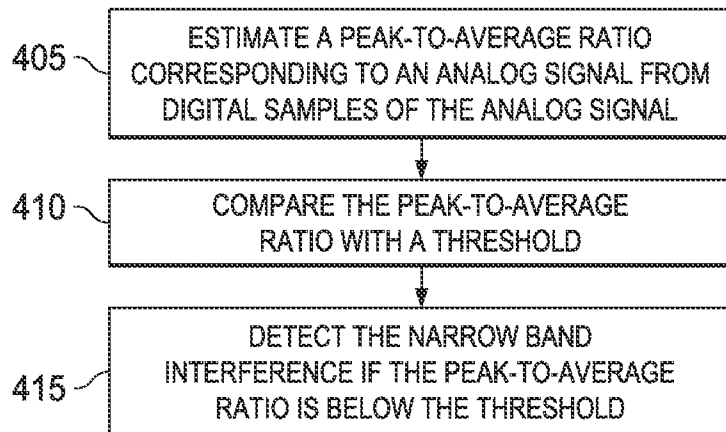 405
ESTIMATE A PEAK-TO-AVERAGE RATIO
CORRESPONDING TO AN ANALOG SIGNAL FROM
DIGITAL SAMPLES OF THE ANALOG SIGNAL
410
COMPARE THE PEAK-TO-AVERAGE
RATIO WITH A THRESHOLD
415
DETECT THE NARROW BAND
INTERFERENCE IF THE PEAK-TO-AVERAGE
RATIO IS BELOW THE THRESHOLD